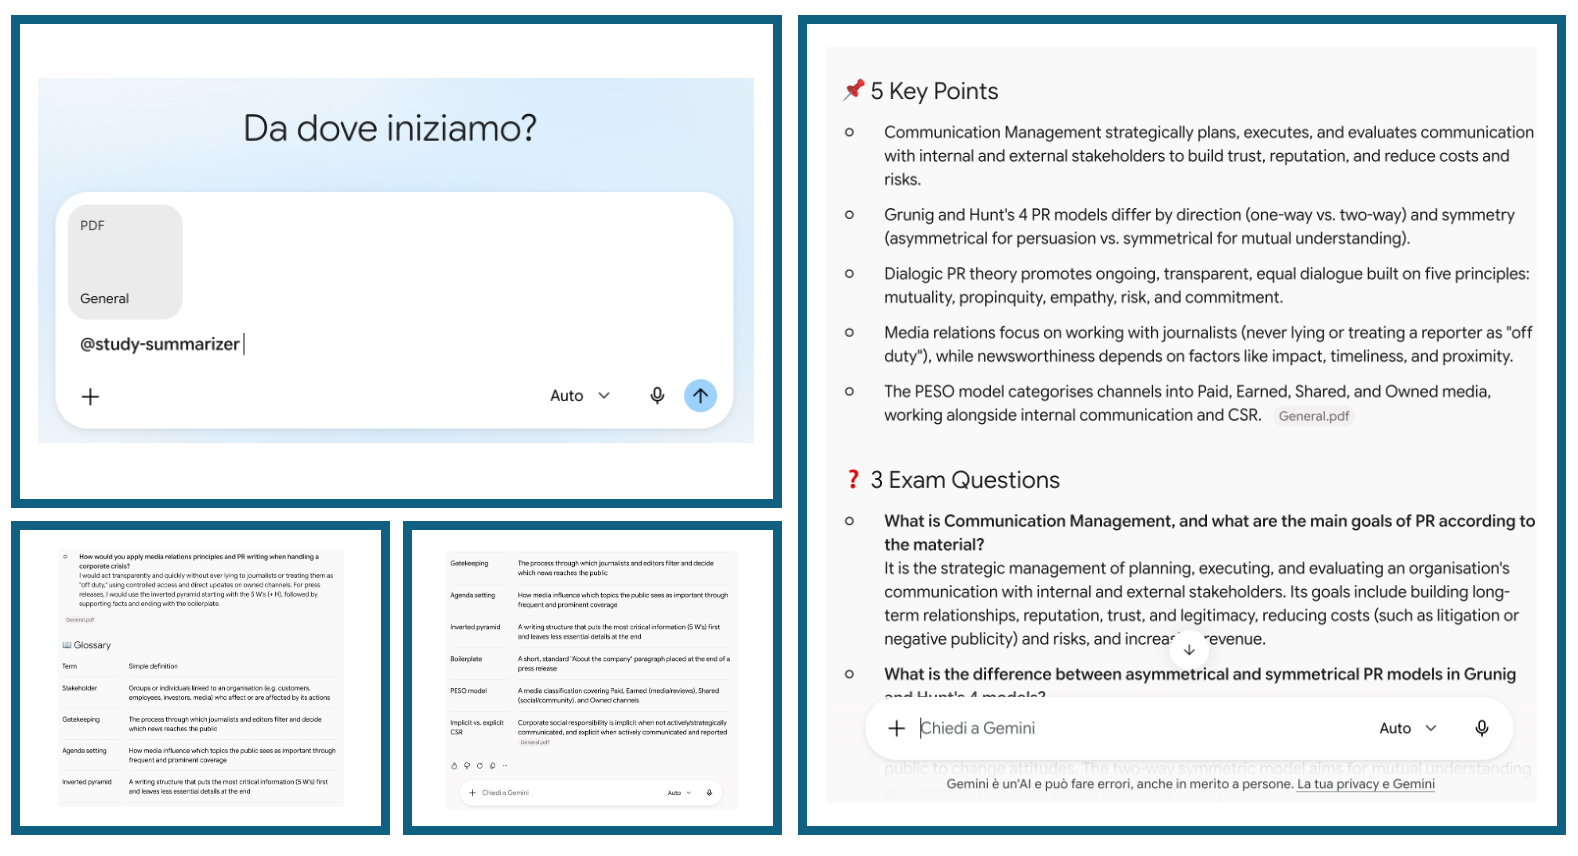 Da dove iniziamo?
PDF
General
@study-summarizer
Auto
📌 5 Key Points
Communication Management strategically plans, executes, and evaluates communication
with internal and external stakeholders to build trust, reputation, and reduce costs and
risks.
Grunig and Hunt's 4 PR models differ by direction (one-way vs. two-way) and symmetry
(asymmetrical for persuasion vs. symmetrical for mutual understanding).
Dialogic PR theory promotes ongoing, transparent, equal dialogue built on five principles:
mutuality, propinquity, empathy, risk, and commitment.
Media relations focus on working with journalists (never lying or treating a reporter as "off
duty"), while newsworthiness depends on factors like impact, timeliness, and proximity.
The PESO model categorises channels into Paid, Earned, Shared, and Owned media,
working alongside internal communication and CSR. General.pdf
❓ 3 Exam Questions
What is Communication Management, and what are the main goals of PR according to
the material?
It is the strategic management of planning, executing, and evaluating an organisation's
communication with internal and external stakeholders. Its goals include building long-
term relationships, reputation, trust, and legitimacy, reducing costs (such as litigation or
negative publicity) and risks, and revenue.
What is the difference between asymmetrical and symmetrical PR models in Grunig
and Hunt's 4 models?
Chiedi a Gemini
Auto
public to change attitudes. The two-way symmetric model aims for mutual understanding
Gemini è un'AI e può fare errori, anche in merito a persone. La tua privacy e Gemini
How would you apply media relations principles and PR writing when handling a
corporate crisis?
I would act transparently and quickly without ever lying to journalists or treating them as
"off duty," using controlled access and direct updates on owned channels. For press
releases, I would use the inverted pyramid starting with the 5 W's (+ H), followed by
supporting facts and ending with the boilerplate.
General.pdf
📖 Glossary
Term Simple definition
Stakeholder Groups or individuals linked to an organisation (e.g. customers,
employees, investors, media) who affect or are affected by its actions
Gatekeeping The process through which journalists and editors filter and decide
which news reaches the public
Agenda setting How media influence which topics the public sees as important through
frequent and prominent coverage
Inverted pyramid A writing structure that puts the most critical information (5 W's) first
and leaves less essential details at the end
Gatekeeping The process through which journalists and editors filter and decide
which news reaches the public
Agenda setting How media influence which topics the public sees as important through
frequent and prominent coverage
Inverted pyramid A writing structure that puts the most critical information (5 W's) first
and leaves less essential details at the end
Boilerplate A short, standard "About the company" paragraph placed at the end of a
press release
PESO model A media classification covering Paid, Earned (media/reviews), Shared
(social/community), and Owned channels
Implicit vs. explicit Corporate social responsibility is implicit when not actively/strategically
CSR communicated, and explicit when actively communicated and reported
General.pdf
Chiedi a Gemini
Auto